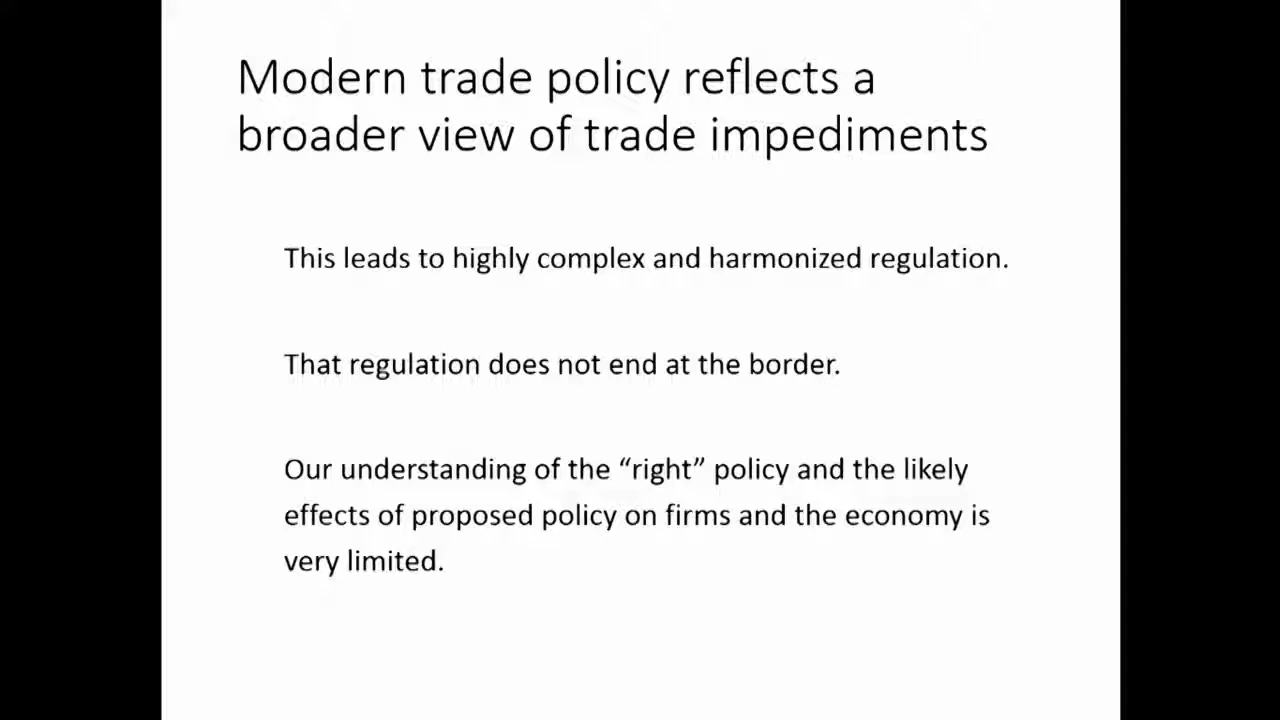 Modern trade policy reflects a
broader view of trade impediments
This leads to highly complex and harmonized regulation.
That regulation does not end at the border.
Our understanding of the “right” policy and the likely
effects of proposed policy on firms and the economy is
very limited.